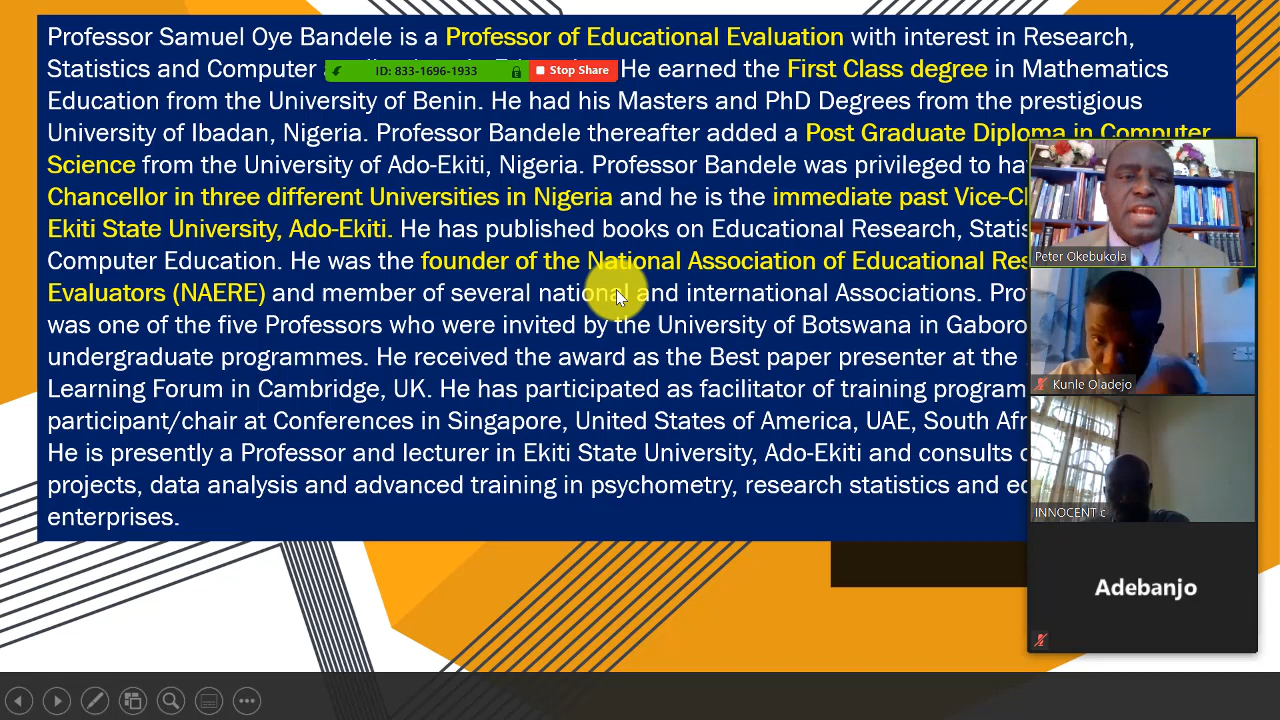 Professor Samuel Oye Bandele is a Professor of Educational Evaluation with interest in Research,
Statistics and Computer He earned the First Class degree in Mathematics
ID: 833-1696-1933 Stop Share
Education from the University of Benin. He had his Masters and PhD Degrees from the prestigious
University of Ibadan, Nigeria. Professor Bandele thereafter added a Post Graduate Diploma in Computer
Science from the University of Ado-Ekiti, Nigeria. Professor Bandele was privileged to ha
Chancellor in three different Universities in Nigeria and he is the immediate past Vice-C
Ekiti State University, Ado-Ekiti. He has published books on Educational Research, Statis
Computer Education. He was the founder of the National Association of Educational Res
Evaluators (NAERE) and member of several national and international Associations. Pro
was one of the five Professors who were invited by the University of Botswana in Gaboro
undergraduate programmes. He received the award as the Best paper presenter at the
Learning Forum in Cambridge, UK. He has participated as facilitator of training program
participant/chair at Conferences in Singapore, United States of America, UAE, South Afr
He is presently a Professor and lecturer in Ekiti State University, Ado-Ekiti and consults
projects, data analysis and advanced training in psychometry, research statistics and
enterprises.
Peter Okebukola
Kunle Oladejo
INNOCENT c
Adebanjo